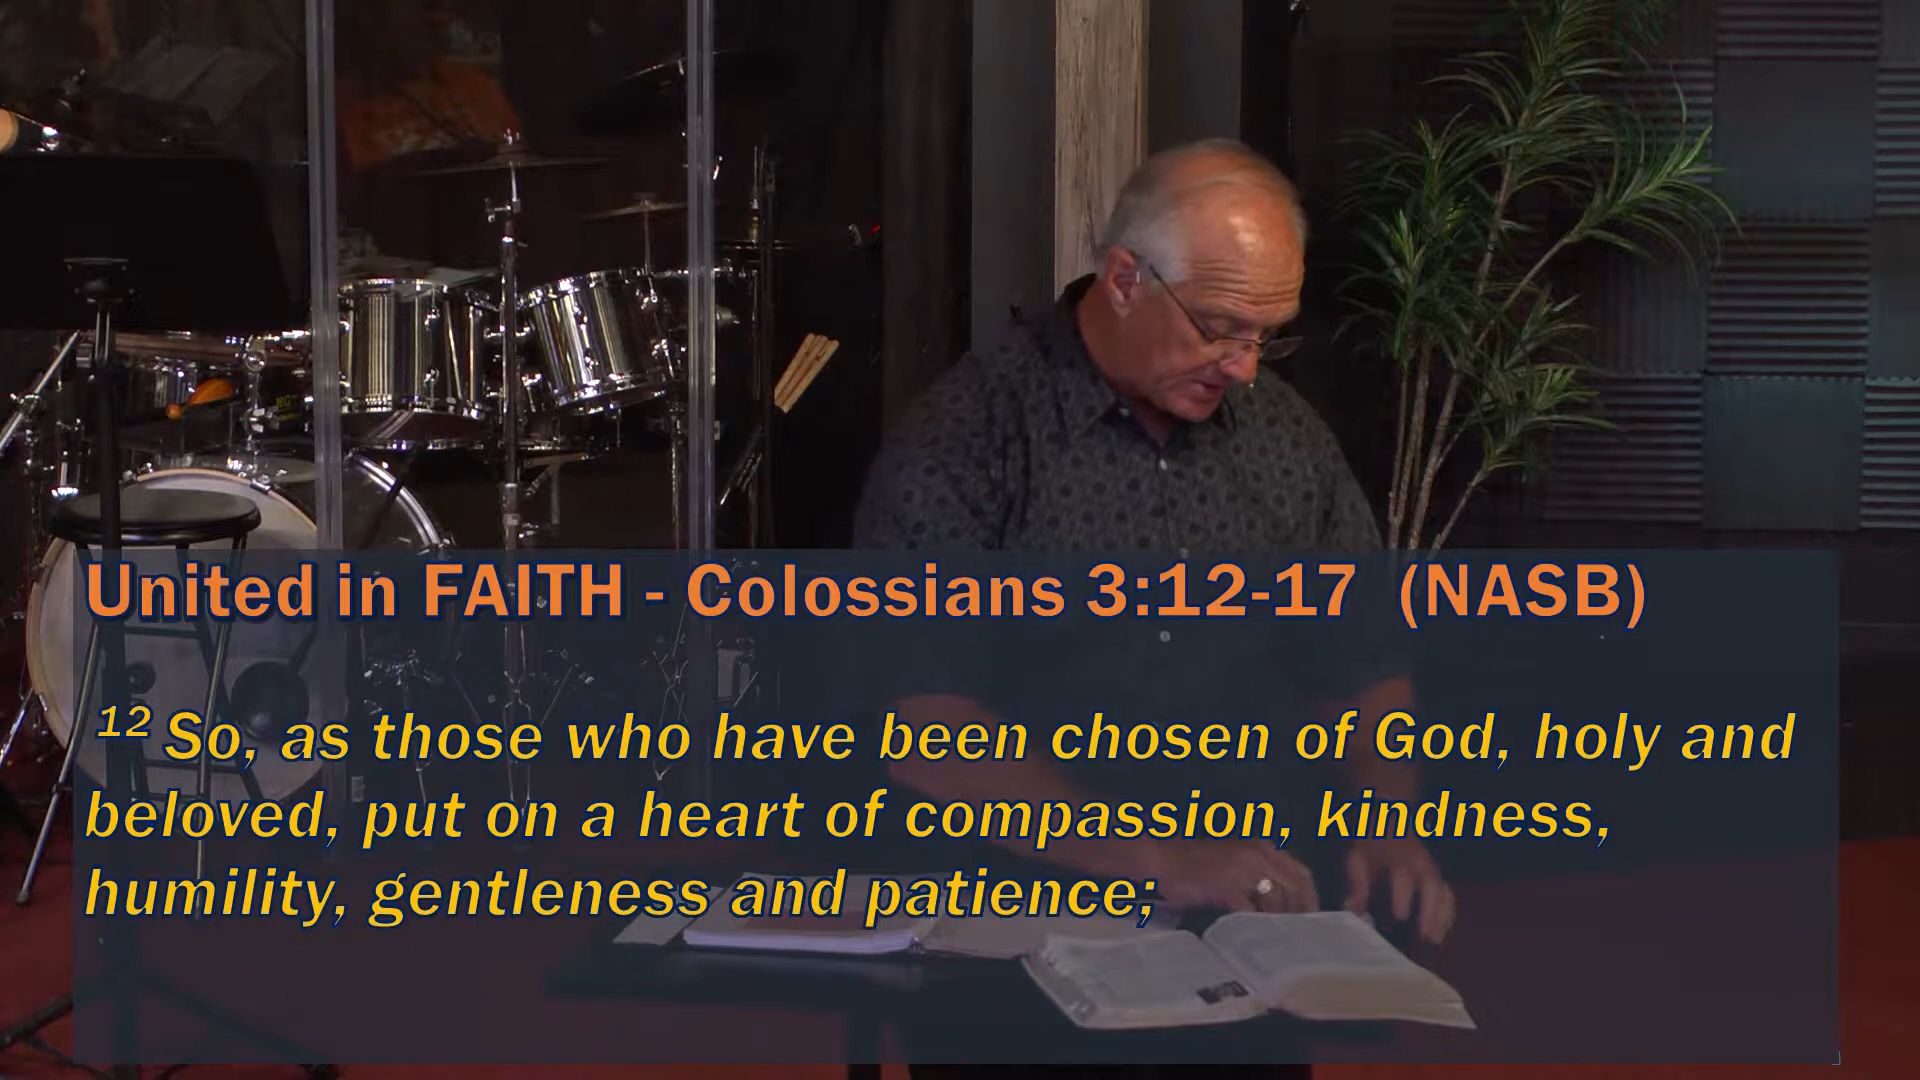 United in FAITH - Colossians 3:12-17 (NASB)
12 So, as those who have been chosen of God, holy and
beloved, put on a heart of compassion, kindness,
humility, gentleness and patience;